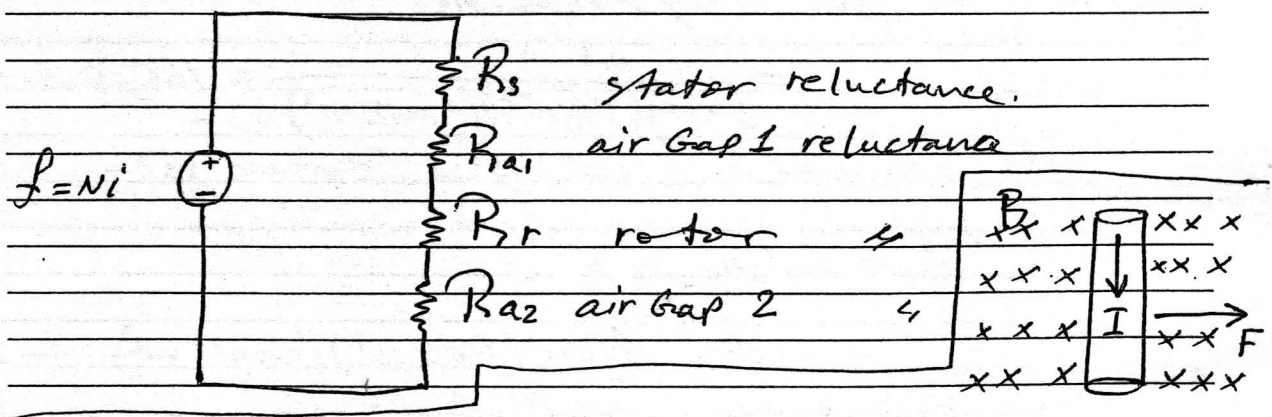 Rs stator reluctance.
Ra1 air Gap 1 reluctance
f=Ni
+
-
Rr rotor "
Ra2 air Gap 2 "
B
x x x x x x
x x x x x x
I
x x x x x F
x x x x x x